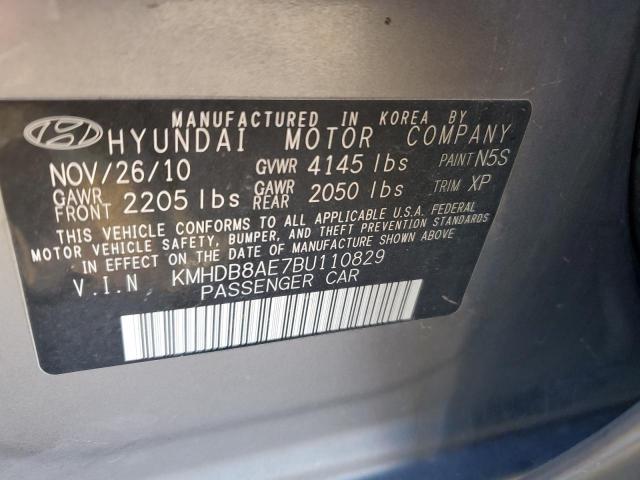 MANUFACTURED IN KOREA BY
HYUNDAI MOTOR COMPANY
NOV/26/10 GVWR 4145 lbs PAINT N5S
GAWR FRONT 2205 lbs GAWR REAR 2050 lbs TRIM XP
THIS VEHICLE CONFORMS TO ALL APPLICABLE U.S.A. FEDERAL
MOTOR VEHICLE SAFETY, BUMPER, AND THEFT PREVENTION STANDARDS
IN EFFECT ON THE DATE OF MANUFACTURE SHOWN ABOVE.
V.I.N KMHDB8AE7BU110829
PASSENGER CAR